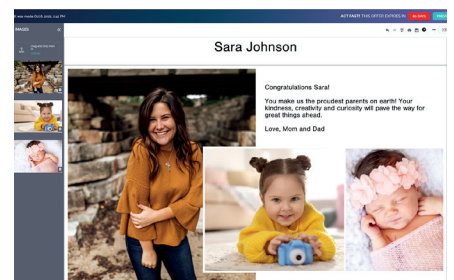 ACT FAST! THIS OFFER EXPIRES IN
IMAGES
Sara Johnson
Congratulations Sara!
You make us the proudest parents on earth! Your
kindness, creativity and curiosity will pave the way for
great things ahead.
Love, Mom and Dad